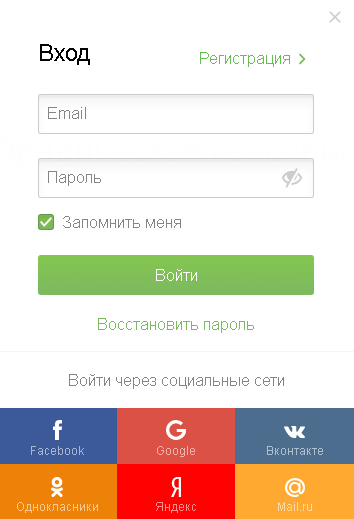 Вход
Регистрация
Email
Пароль
Запомнить меня
Войти
Восстановить пароль
Войти через социальные сети
Facebook
Google
Вконтакте
Однокласники
Яндекс
Mail.ru